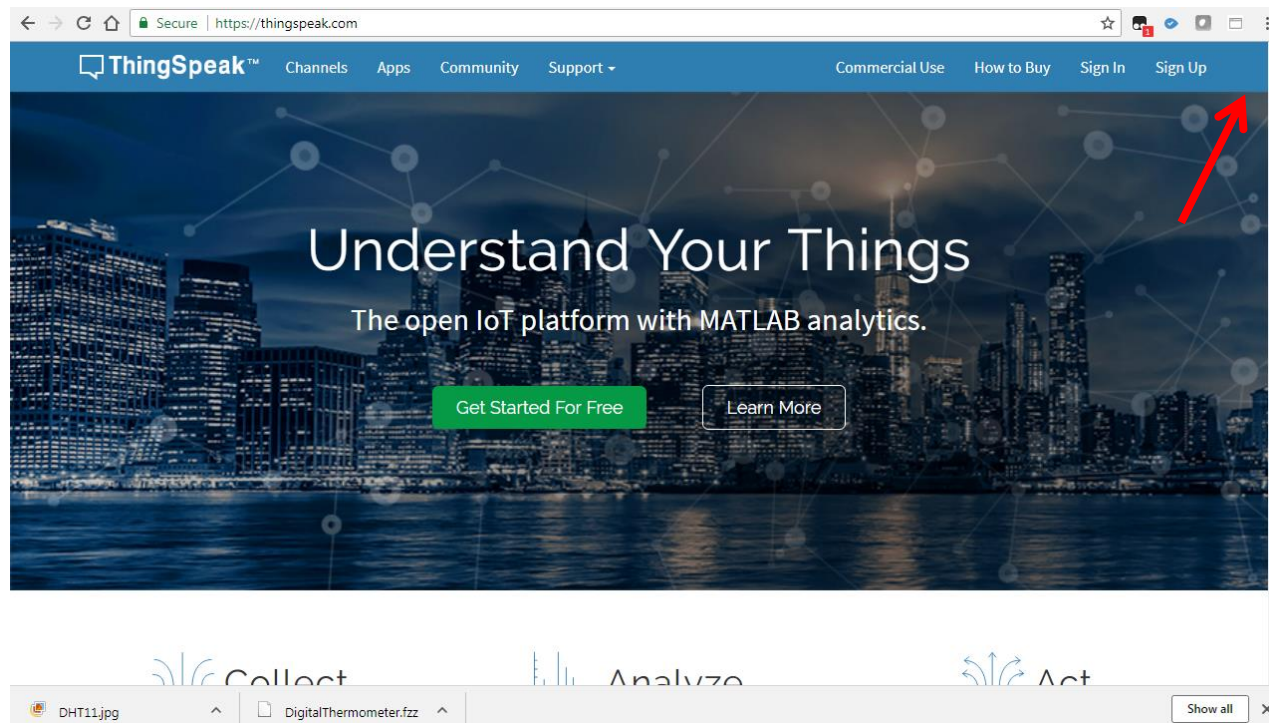 Secure | https://thingspeak.com
1
ThingSpeak™ Channels Apps Community Support Commercial Use How to Buy Sign In Sign Up
Understand Your Things
The open IoT platform with MATLAB analytics.
Get Started For Free Learn More
Collect Analyze Act
DHT11.jpg DigitalThermometer.fzz Show all